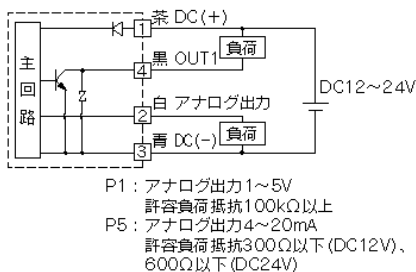 茶 DC(+)
1
負荷
主回路
黒 OUT1
4
DC12～24V
白 アナログ出力
2
負荷
青 DC(-)
3
P1：アナログ出力1～5V
許容負荷抵抗100kΩ以上
P5：アナログ出力4～20mA
許容負荷抵抗300Ω以下(DC12V)、
600Ω以下(DC24V)